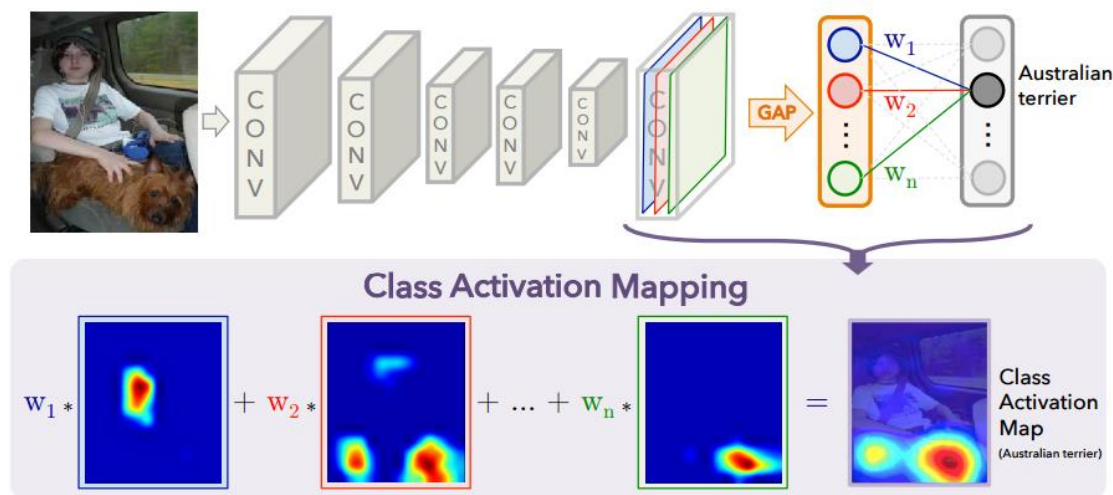 CONV
CONV
CONV
CONV
CONV
CONV
GAP
w₁
w₂
⋮
wₙ
⋮
Australian
terrier
Class Activation Mapping
w₁ * + w₂ * + ... + wₙ * =
Class
Activation
Map
(Australian terrier)